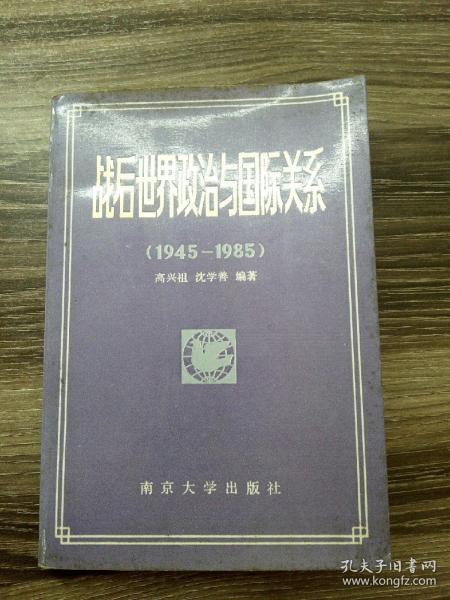 战后世界政治与国际关系
（1945－1985）
高兴祖 沈学善 编著
南京大学出版社
孔夫子旧书网
www.kongfz.com